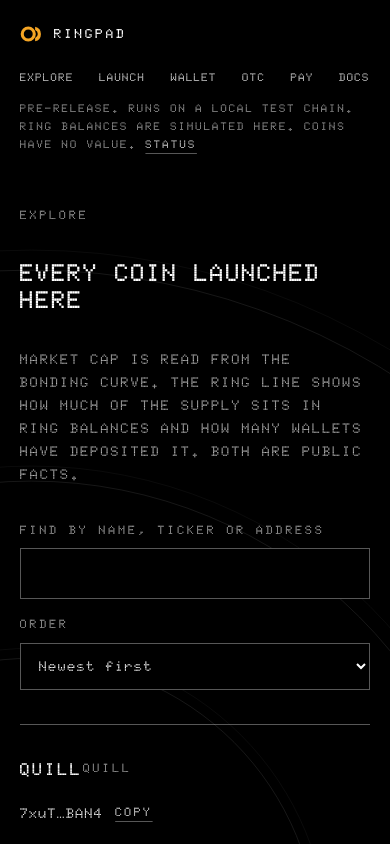 RINGPAD
EXPLORE LAUNCH WALLET OTC PAY DOCS
PRE-RELEASE. RUNS ON A LOCAL TEST CHAIN.
RING BALANCES ARE SIMULATED HERE. COINS
HAVE NO VALUE. STATUS
EXPLORE
EVERY COIN LAUNCHED
HERE
MARKET CAP IS READ FROM THE
BONDING CURVE. THE RING LINE SHOWS
HOW MUCH OF THE SUPPLY SITS IN
RING BALANCES AND HOW MANY WALLETS
HAVE DEPOSITED IT. BOTH ARE PUBLIC
FACTS.
FIND BY NAME, TICKER OR ADDRESS
ORDER
Newest first
QUILL QUILL
7xuT…BAN4 COPY